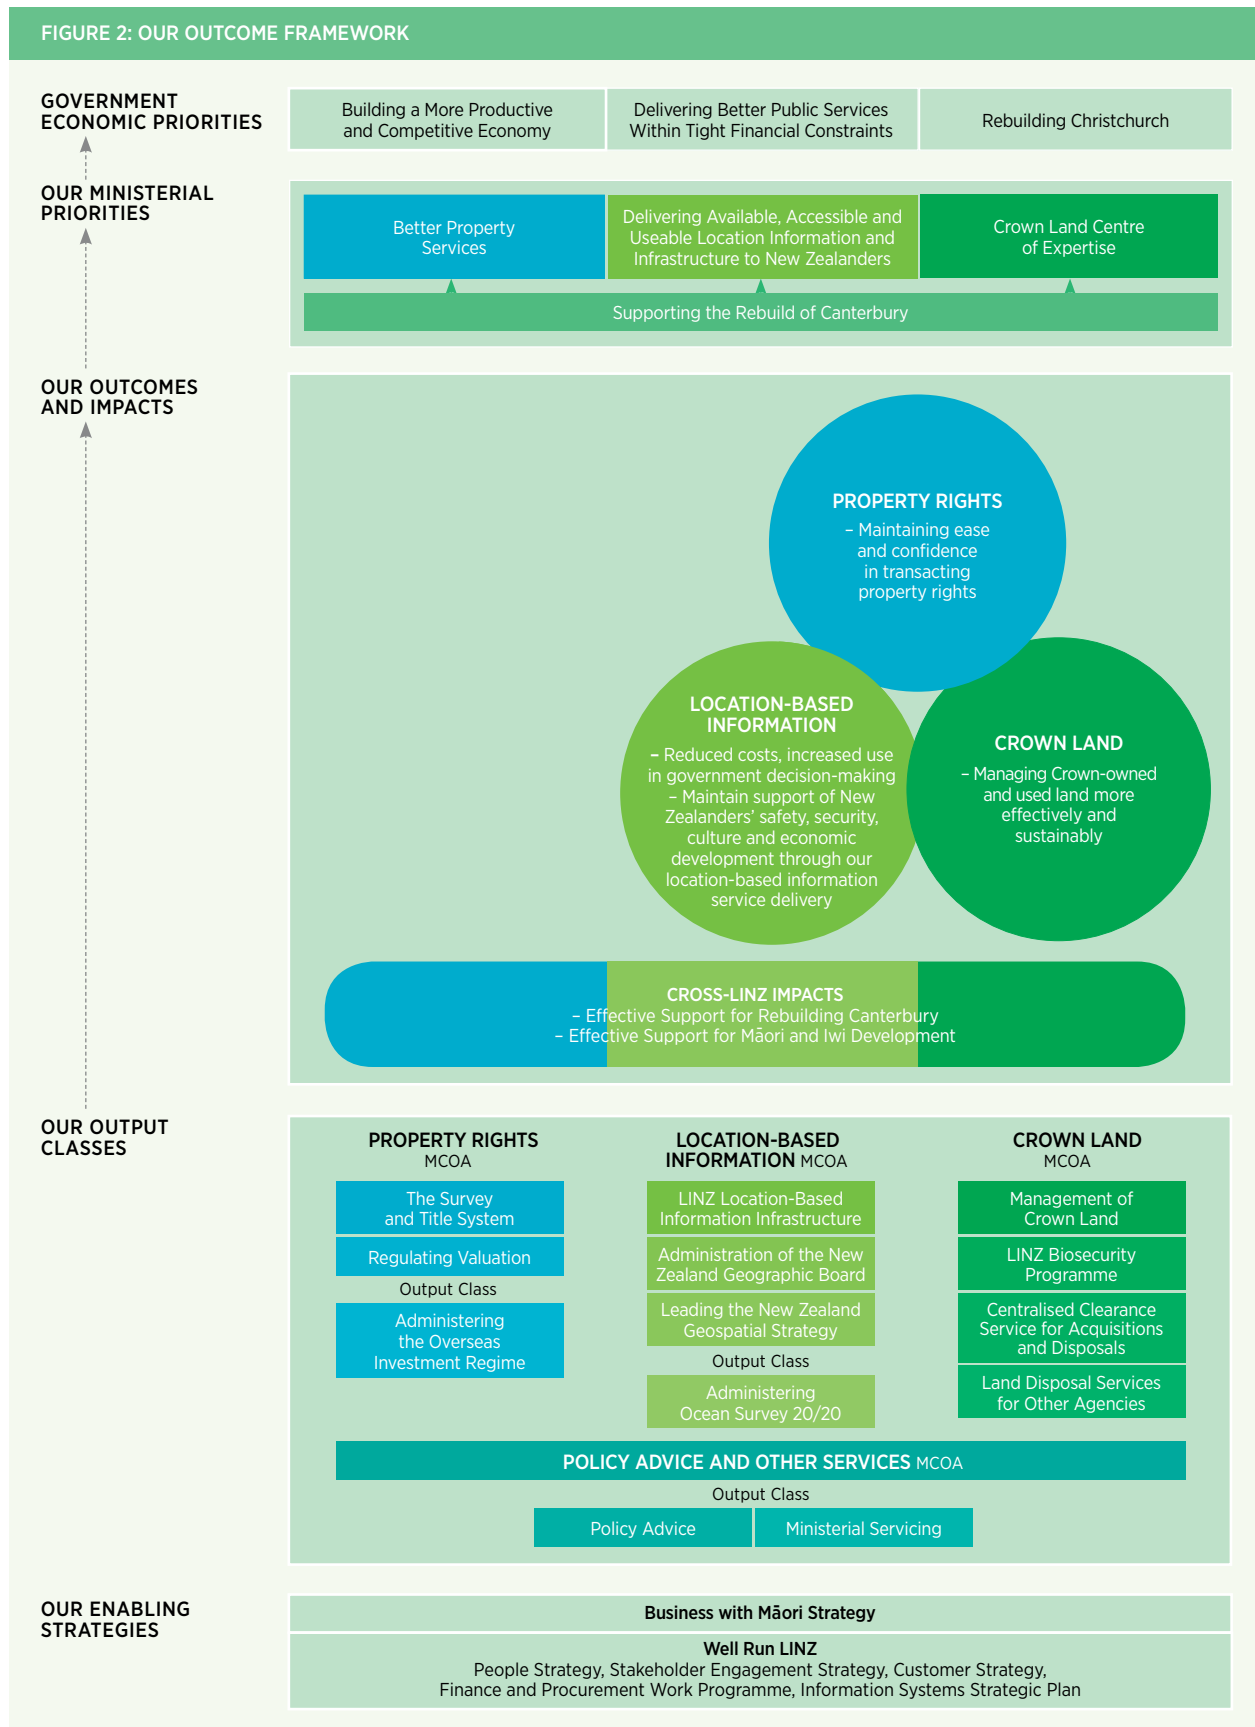 FIGURE 2: OUR OUTCOME FRAMEWORK
GOVERNMENT
ECONOMIC PRIORITIES
Building a More Productive
and Competitive Economy
Delivering Better Public Services
Within Tight Financial Constraints
Rebuilding Christchurch
OUR MINISTERIAL
PRIORITIES
Better Property
Services
Delivering Available, Accessible and
Useable Location Information and
Infrastructure to New Zealanders
Crown Land Centre
of Expertise
Supporting the Rebuild of Canterbury
OUR OUTCOMES
AND IMPACTS
PROPERTY RIGHTS
– Maintaining ease
and confidence
in transacting
property rights
LOCATION-BASED
INFORMATION
– Reduced costs, increased use
in government decision-making
– Maintain support of New
Zealanders’ safety, security,
culture and economic
development through our
location-based information
service delivery
CROWN LAND
– Managing Crown-owned
and used land more
effectively and
sustainably
CROSS-LINZ IMPACTS
– Effective Support for Rebuilding Canterbury
– Effective Support for Māori and Iwi Development
OUR OUTPUT
CLASSES
PROPERTY RIGHTS
MCOA
The Survey
and Title System
Regulating Valuation
Output Class
Administering
the Overseas
Investment Regime
LOCATION-BASED
INFORMATION MCOA
LINZ Location-Based
Information Infrastructure
Administration of the New
Zealand Geographic Board
Leading the New Zealand
Geospatial Strategy
Output Class
Administering
Ocean Survey 20/20
CROWN LAND
MCOA
Management of
Crown Land
LINZ Biosecurity
Programme
Centralised Clearance
Service for Acquisitions
and Disposals
Land Disposal Services
for Other Agencies
POLICY ADVICE AND OTHER SERVICES MCOA
Output Class
Policy Advice
Ministerial Servicing
OUR ENABLING
STRATEGIES
Business with Māori Strategy
Well Run LINZ
People Strategy, Stakeholder Engagement Strategy, Customer Strategy,
Finance and Procurement Work Programme, Information Systems Strategic Plan